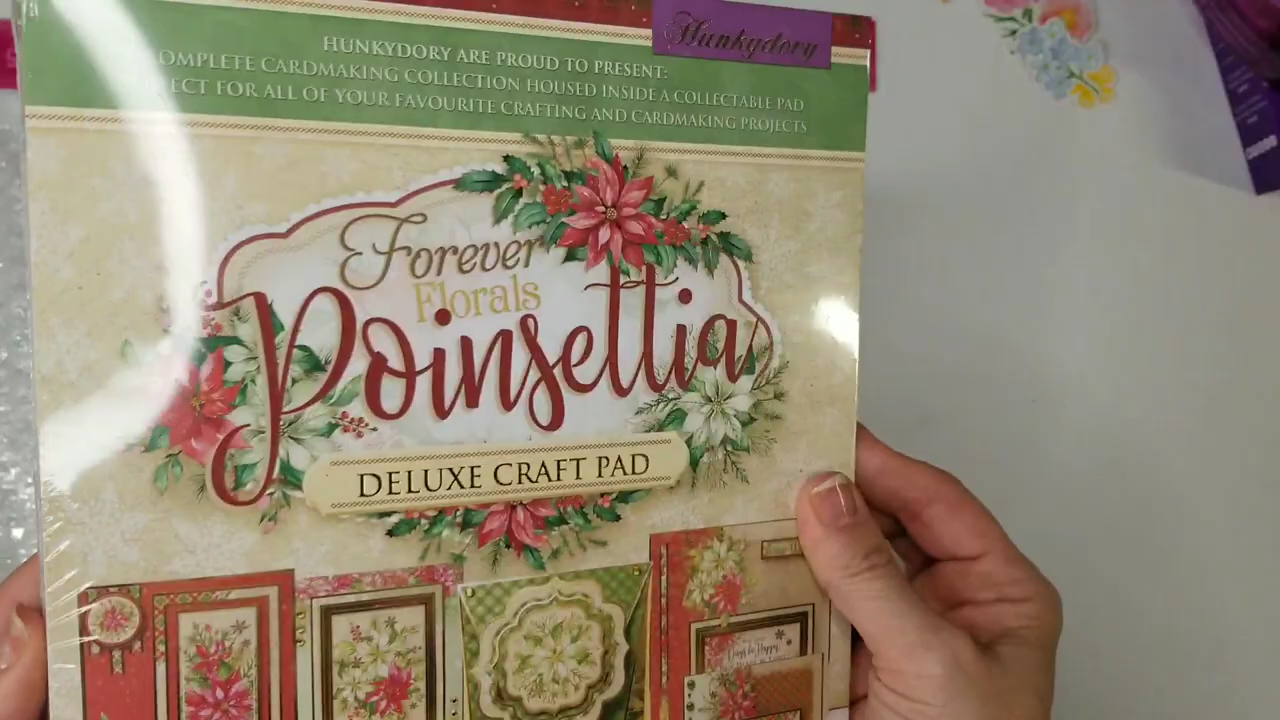 Hunkydory
HUNKYDORY ARE PROUD TO PRESENT:
OMPLETE CARDMAKING COLLECTION HOUSED INSIDE A COLLECTABLE PAD
ECT FOR ALL OF YOUR FAVOURITE CRAFTING AND CARDMAKING PROJECTS
Forever
Florals
Poinsettia
DELUXE CRAFT PAD